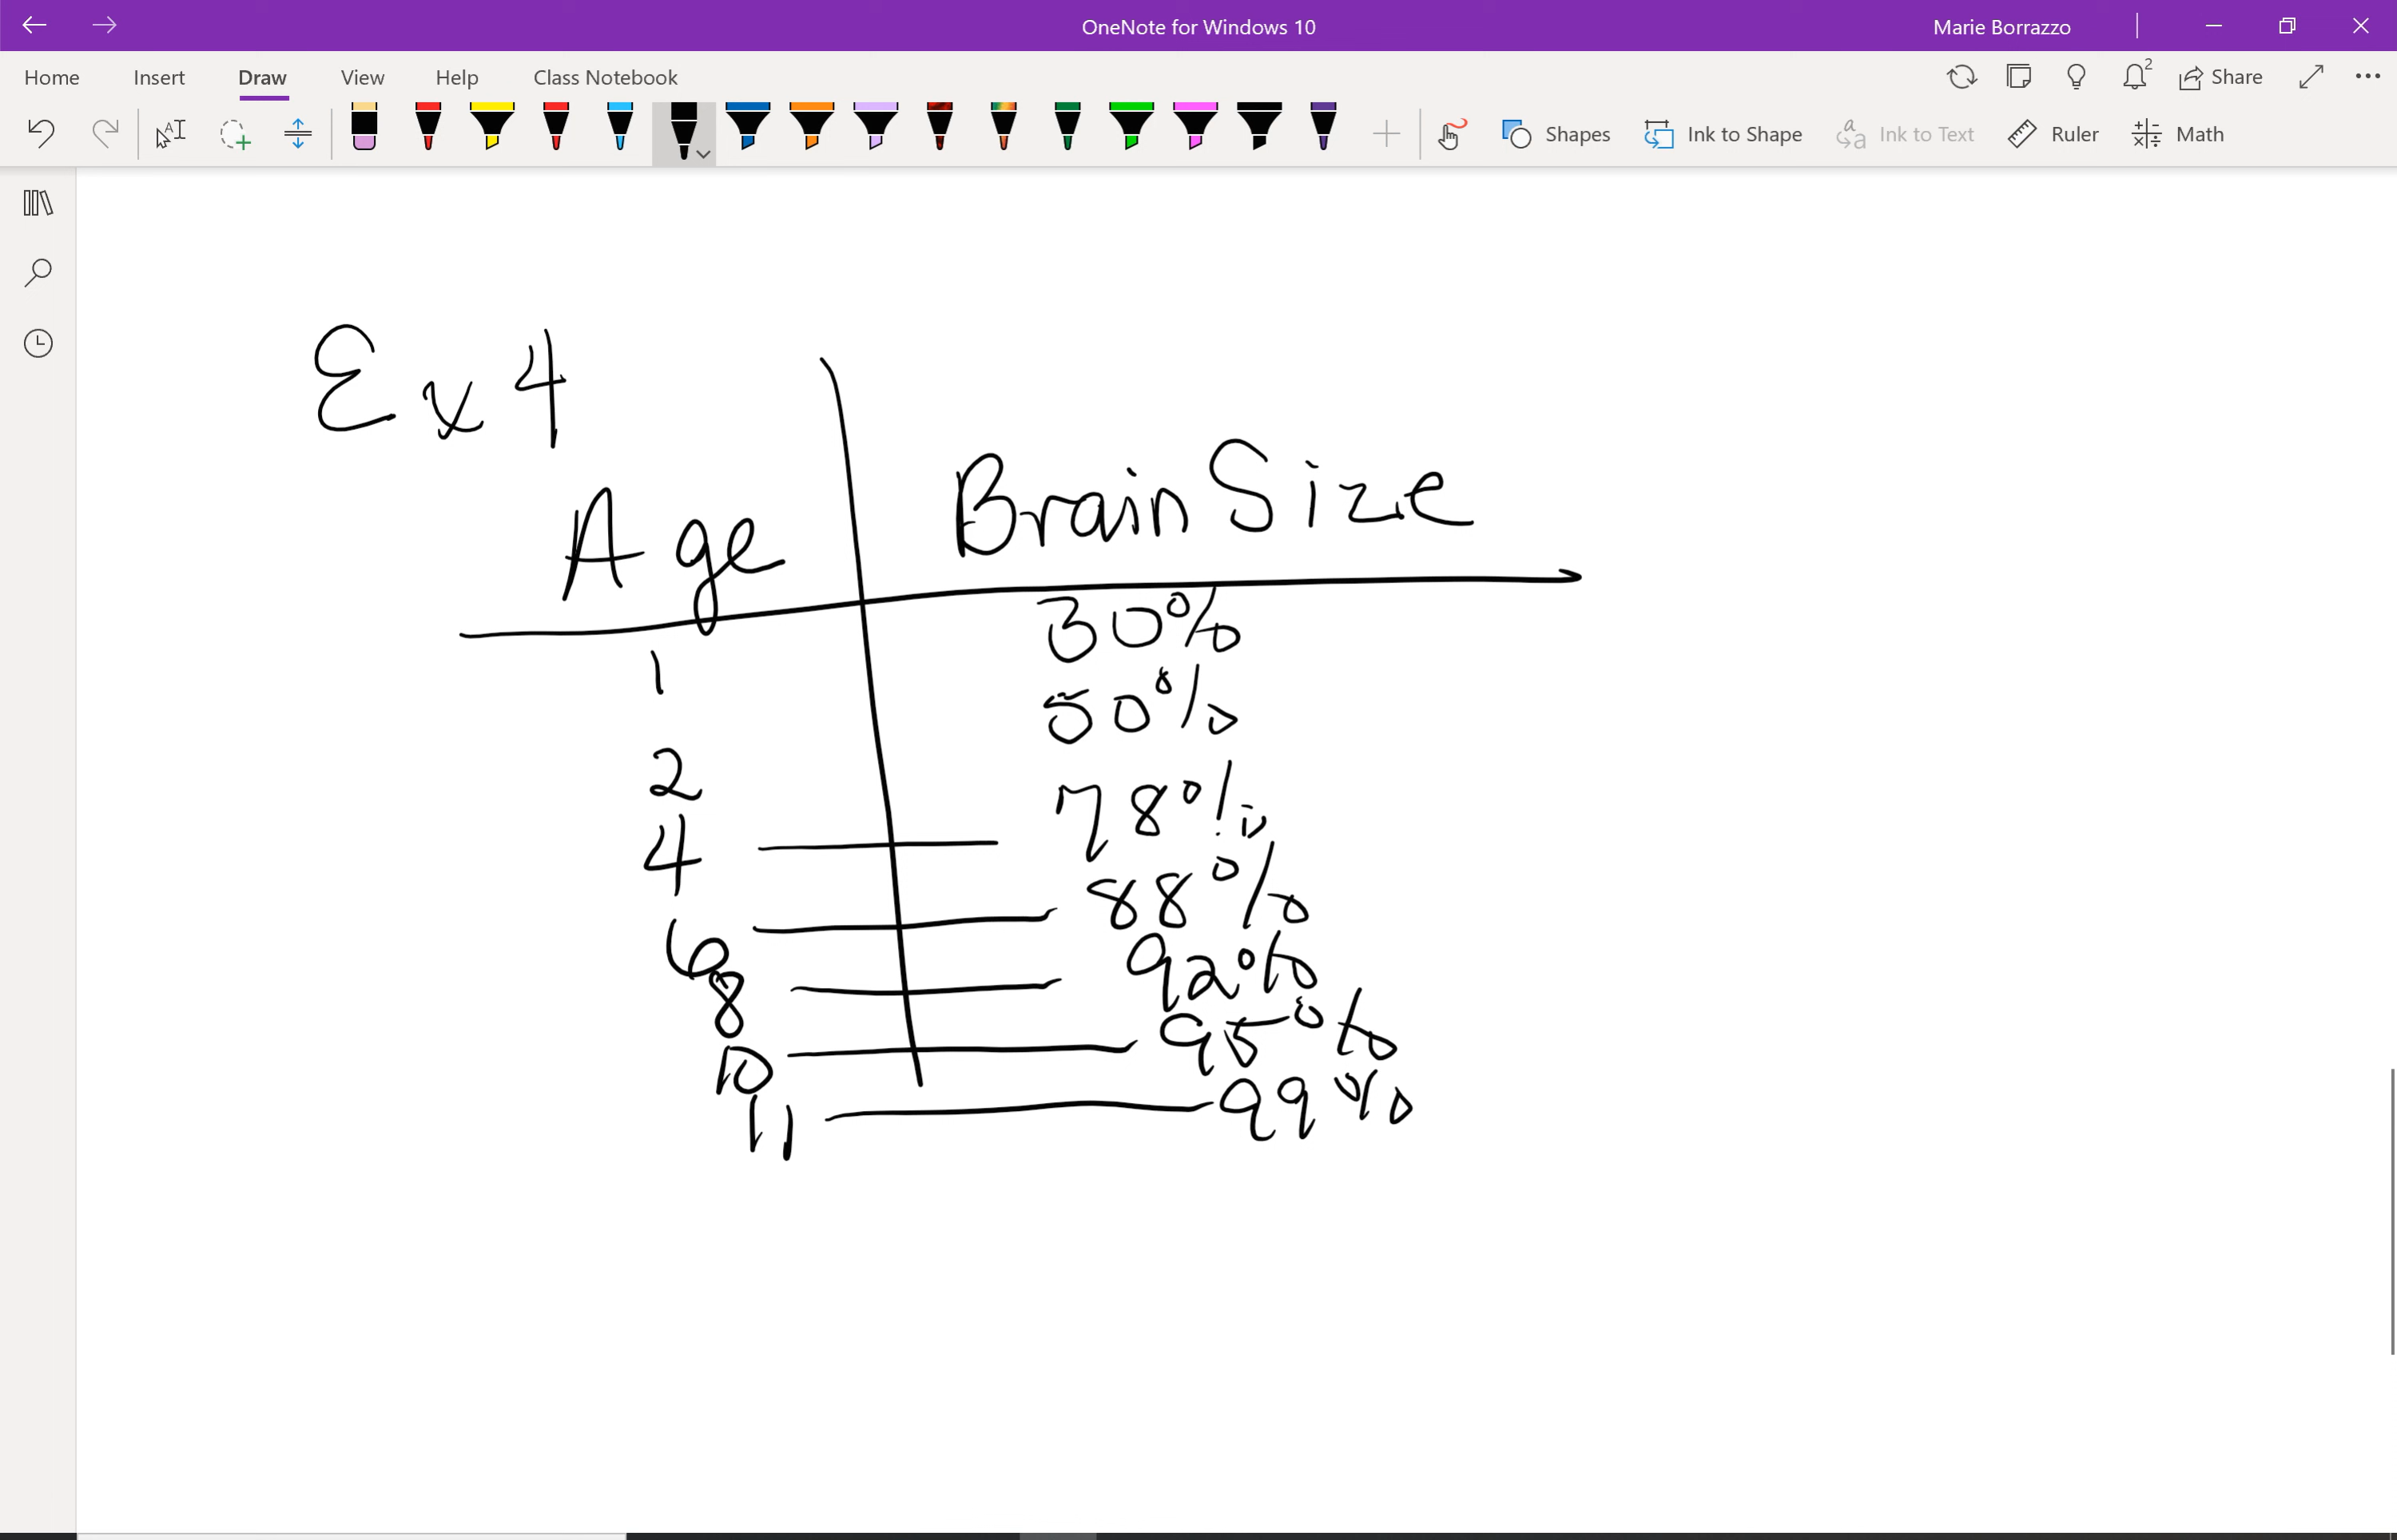 OneNote for Windows 10 Marie Borrazzo
Home Insert Draw View Help Class Notebook 2 Share
Shapes Ink to Shape Ink to Text Ruler Math
Ex 4
Age Brain Size
1 30%
2 50%
4 78%
6 88%
8 92%
10 95%
11 99%